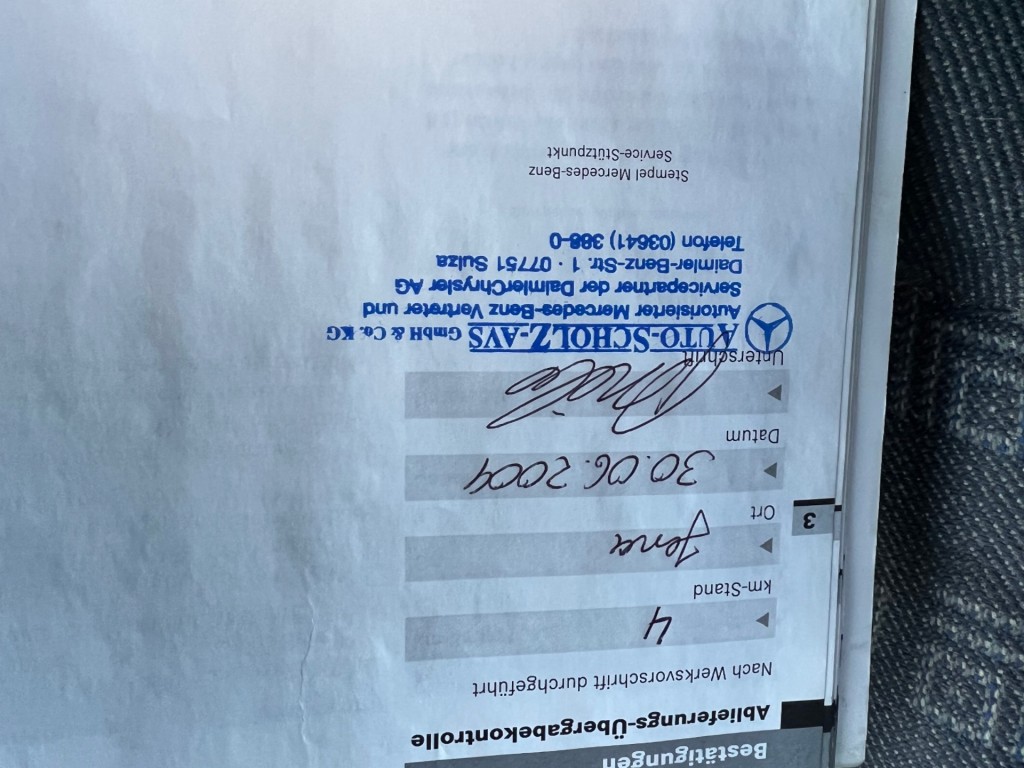 Bestätigungen
Ablieferungs-Übergabekontrolle
Nach Werksvorschrift durchgeführt
4
km-Stand
Jena
Ort
3
30.06.2004
Datum
Unterschrift
AUTO-SCHOLZ-AVS GmbH & Co. KG
Autorisierter Mercedes-Benz Vertreter und
Servicepartner der DaimlerChrysler AG
Daimler-Benz-Str. 1 · 07751 Sulza
Telefon (03641) 388-0
Stempel Mercedes-Benz
Service-Stützpunkt